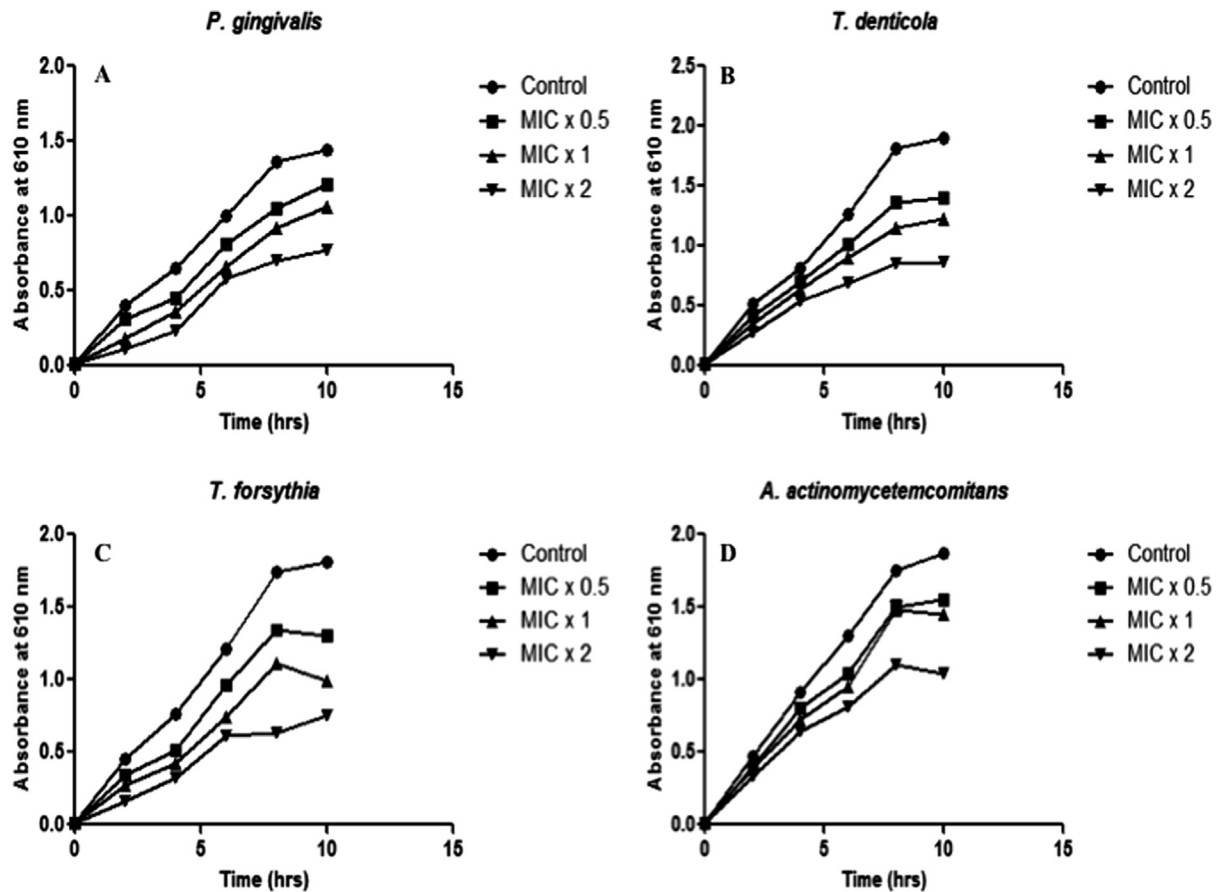 P. gingivalis
A
2.0
1.5
1.0
0.5
0.0
0 5 10 15
Absorbance at 610 nm
Time (hrs)
Control
MIC x 0.5
MIC x 1
MIC x 2
T. denticola
B
2.5
2.0
1.5
1.0
0.5
0.0
0 5 10 15
Absorbance at 610 nm
Time (hrs)
Control
MIC x 0.5
MIC x 1
MIC x 2
T. forsythia
C
2.0
1.5
1.0
0.5
0.0
0 5 10 15
Absorbance at 610 nm
Time (hrs)
Control
MIC x 0.5
MIC x 1
MIC x 2
A. actinomycetemcomitans
D
2.0
1.5
1.0
0.5
0.0
0 5 10 15
Absorbance at 610 nm
Time (hrs)
Control
MIC x 0.5
MIC x 1
MIC x 2